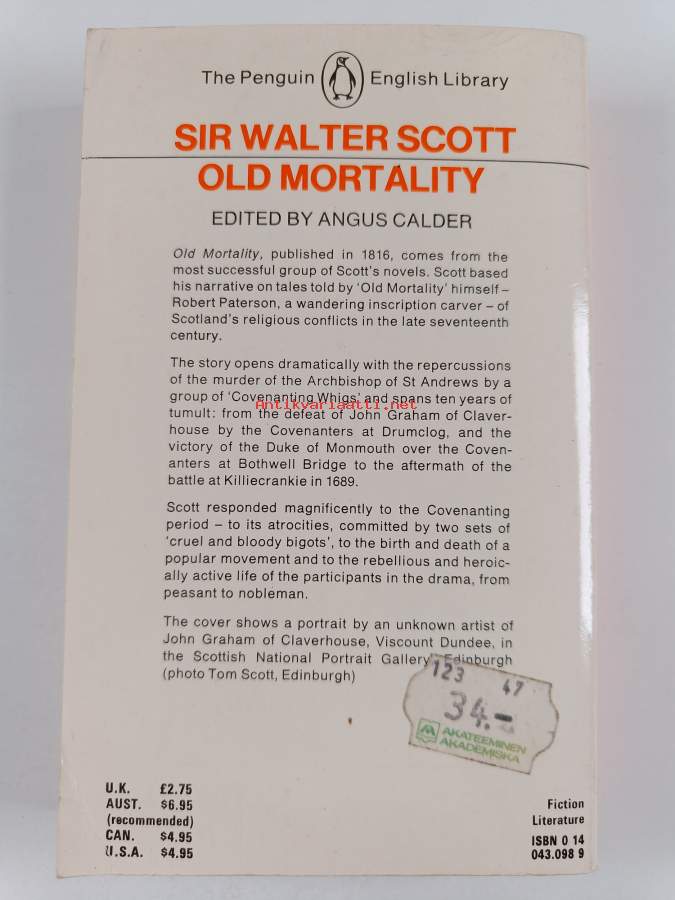 The Penguin English Library
SIR WALTER SCOTT
OLD MORTALITY
EDITED BY ANGUS CALDER
Old Mortality, published in 1816, comes from the
most successful group of Scott's novels. Scott based
his narrative on tales told by 'Old Mortality' himself –
Robert Paterson, a wandering inscription carver – of
Scotland's religious conflicts in the late seventeenth
century.
The story opens dramatically with the repercussions
of the murder of the Archbishop of St Andrews by a
group of 'Covenanting Whigs' and spans ten years of
Antikvariaatti.net
tumult: from the defeat of John Graham of Claver-
house by the Covenanters at Drumclog, and the
victory of the Duke of Monmouth over the Coven-
anters at Bothwell Bridge to the aftermath of the
battle at Killiecrankie in 1689.
Scott responded magnificently to the Covenanting
period – to its atrocities, committed by two sets of
'cruel and bloody bigots', to the birth and death of a
popular movement and to the rebellious and heroic-
ally active life of the participants in the drama, from
peasant to nobleman.
The cover shows a portrait by an unknown artist of
John Graham of Claverhouse, Viscount Dundee, in
the Scottish National Portrait Gallery, Edinburgh
(photo Tom Scott, Edinburgh)
123 47
34.–
AKATEEMINEN
AKADEMISKA
U.K. £2.75
AUST. $6.95
(recommended)
CAN. $4.95
U.S.A. $4.95
Fiction
Literature
ISBN 0 14
043.098 9